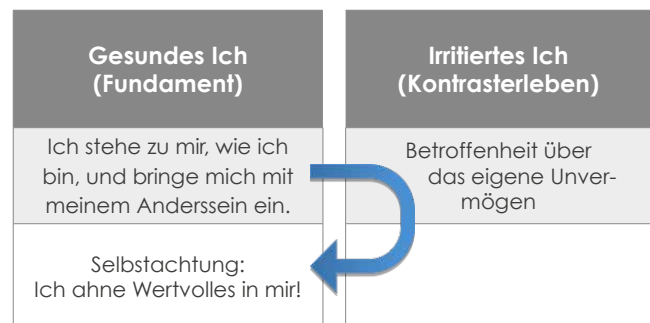 Gesundes Ich
(Fundament)
Irritiertes Ich
(Kontrasterleben)
Ich stehe zu mir, wie ich
bin, und bringe mich mit
meinem Anderssein ein.
Betroffenheit über
das eigene Unver-
mögen
Selbstachtung:
Ich ahne Wertvolles in mir!